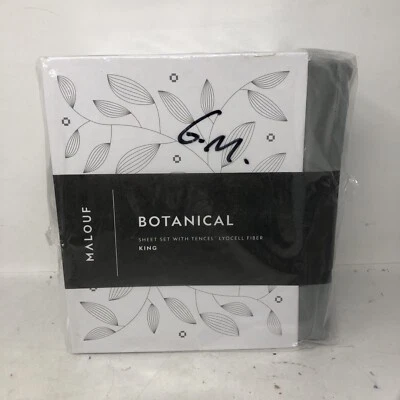 G.M.
MALOUF
BOTANICAL
SHEET SET WITH TENCEL LYOCELL FIBER
KING